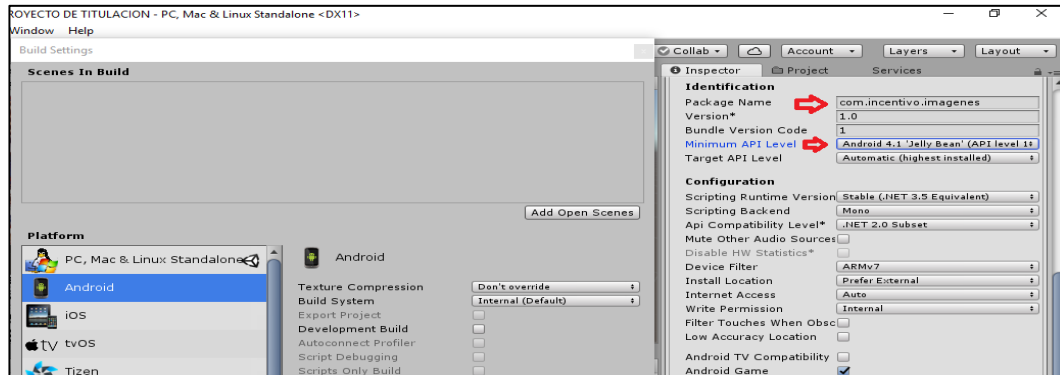 ROYECTO DE TITULACION - PC, Mac & Linux Standalone <DX11>
Window Help
Build Settings
Scenes In Build
Add Open Scenes
Platform
PC, Mac & Linux Standalone
Android
iOS
tv tvOS
Tizen
Android
Texture Compression Don't override
Build System Internal (Default)
Export Project
Development Build
Autoconnect Profiler
Script Debugging
Scripts Only Build
Collab Account Layers Layout
Inspector Project Services
Identification
Package Name com.incentivo.imagenes
Version* 1.0
Bundle Version Code 1
Minimum API Level Android 4.1 'Jelly Bean' (API level 1
Target API Level Automatic (highest installed)
Configuration
Scripting Runtime Version Stable (.NET 3.5 Equivalent)
Scripting Backend Mono
Api Compatibility Level* .NET 2.0 Subset
Mute Other Audio Sources
Disable HW Statistics*
Device Filter ARMv7
Install Location Prefer External
Internet Access Auto
Write Permission Internal
Filter Touches When Obsc
Low Accuracy Location
Android TV Compatibility
Android Game